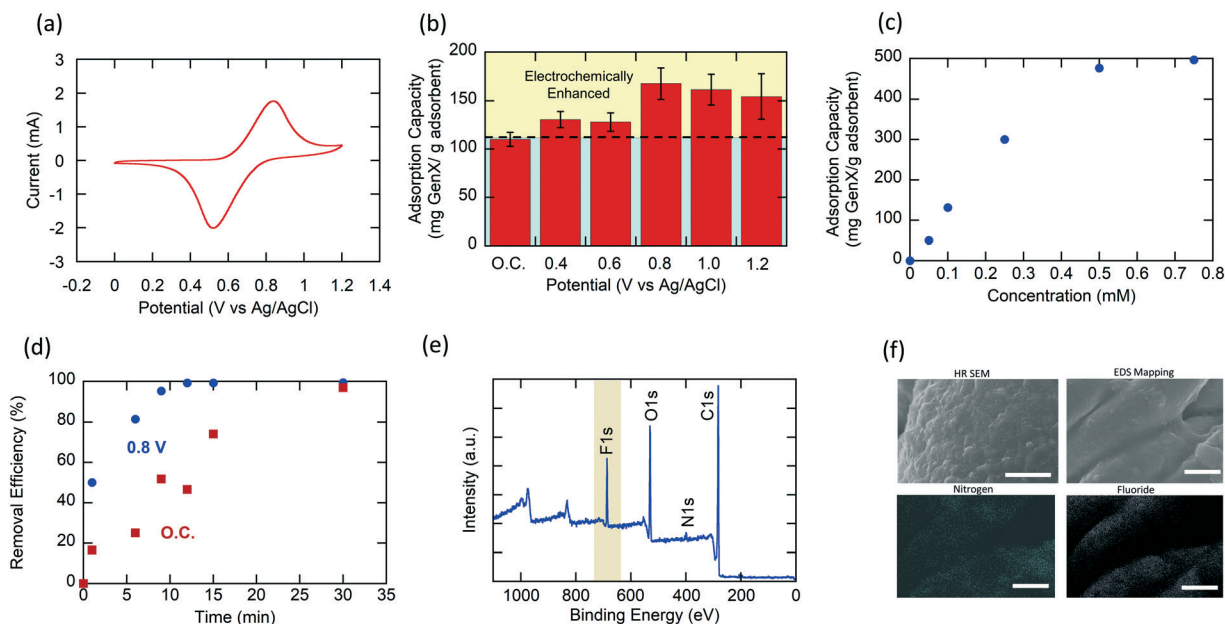 (a)
3
2
1
0
-1
-2
-3
-0.2 0 0.2 0.4 0.6 0.8 1 1.2 1.4
Current (mA)
Potential (V vs Ag/AgCl)
(b)
200
150
100
50
0
Electrochemically
Enhanced
O.C. 0.4 0.6 0.8 1.0 1.2
Adsorption Capacity
(mg GenX/ g adsorbent)
Potential (V vs Ag/AgCl)
(c)
500
400
300
200
100
0
0 0.1 0.2 0.3 0.4 0.5 0.6 0.7 0.8
Adsorption Capacity
(mg GenX/g adsorbent)
Concentration (mM)
(d)
100
80
60
40
20
0
0.8 V
O.C.
0 5 10 15 20 25 30 35
Removal Efficiency (%)
Time (min)
(e)
F1s
O1s
N1s
C1s
1000 800 600 400 200 0
Intensity (a.u.)
Binding Energy (eV)
(f)
HR SEM
EDS Mapping
Nitrogen
Fluoride